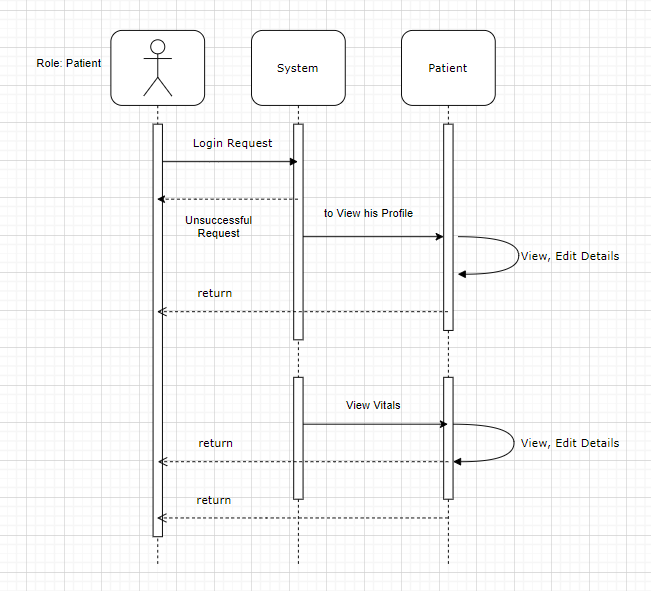 Role: Patient
System
Patient
Login Request
Unsuccessful
Request
to View his Profile
View, Edit Details
return
View Vitals
return
View, Edit Details
return